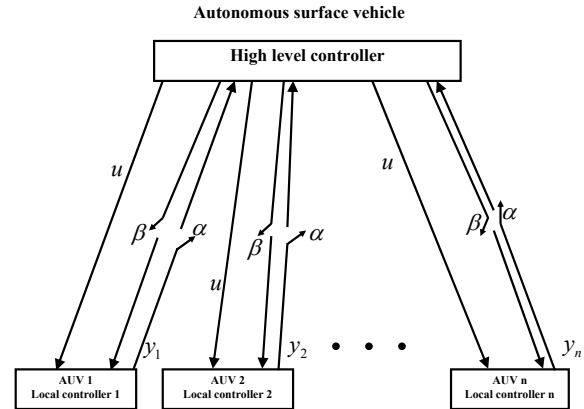 Autonomous surface vehicle
High level controller
u
u
u
β
α
β
α
β
α
y₁
y₂
• • •
yₙ
AUV 1
Local controller 1
AUV 2
Local controller 2
AUV n
Local controller n